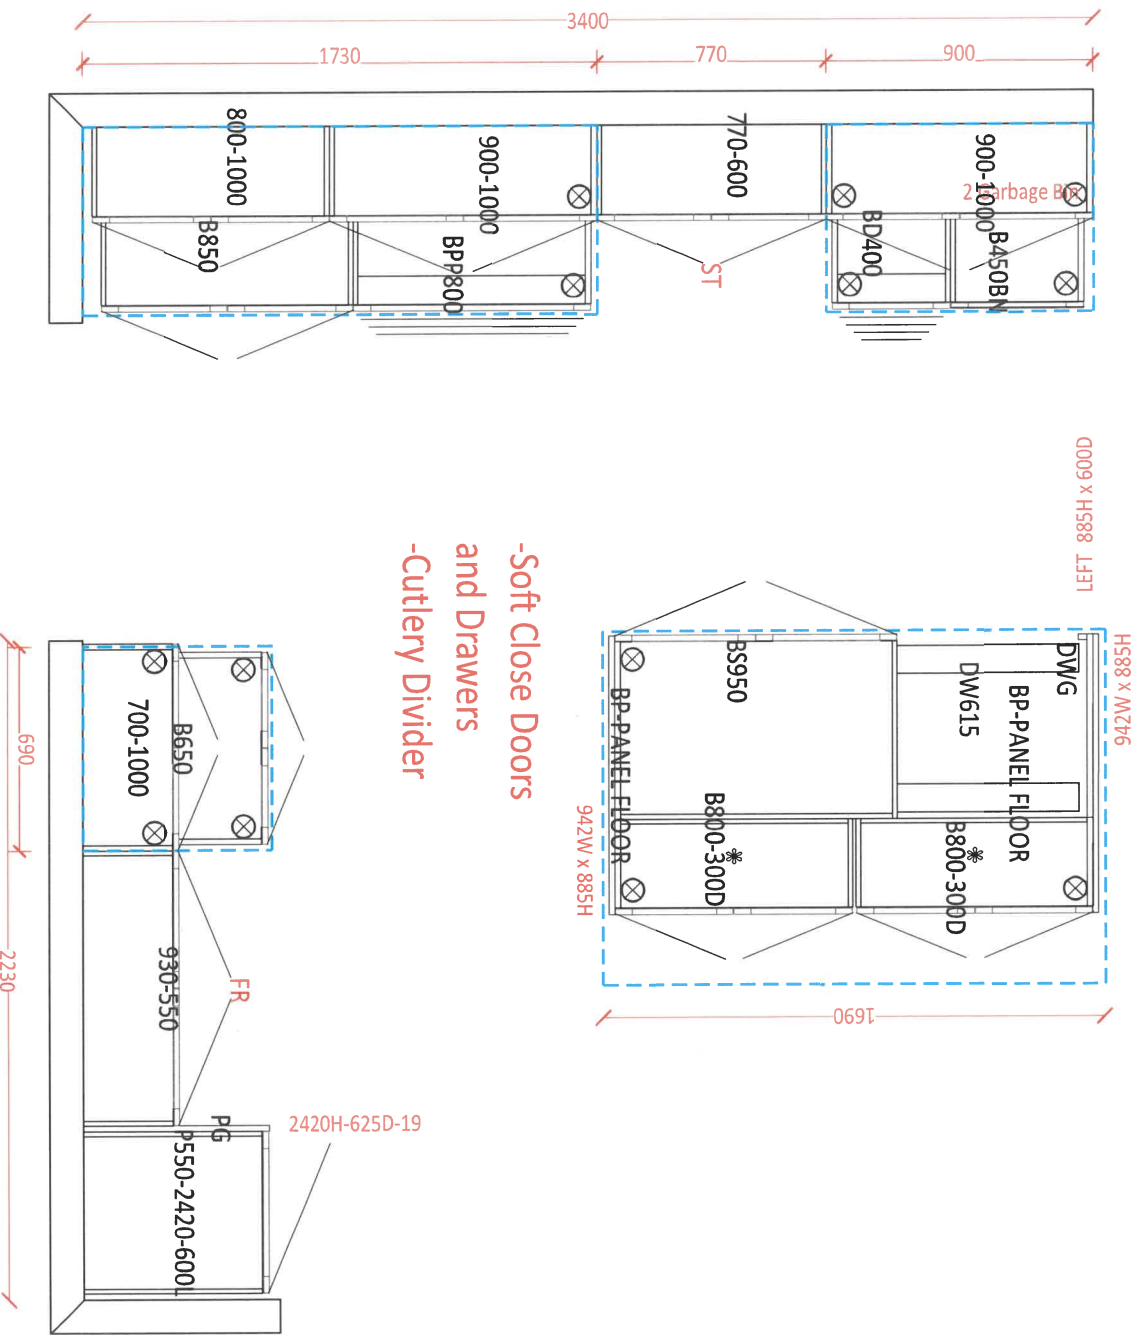 3400
1730
770
900
800-1000
900-1000
770-600
900-1000
2 Garbage Bin
B850
BPP800
ST
BD400
B450BN
LEFT 885H x 600D
942W x 885H
-Soft Close Doors
and Drawers
-Cutlery Divider
BS950
DWG
DW615
BP-PANEL FLOOR
BP-PANEL FLOOR
B800-300D
B800-300D
942W x 885H
1690
690
2230
700-1000
B650
930-550
FR
PG
P550-2420-600L
2420H-625D-19